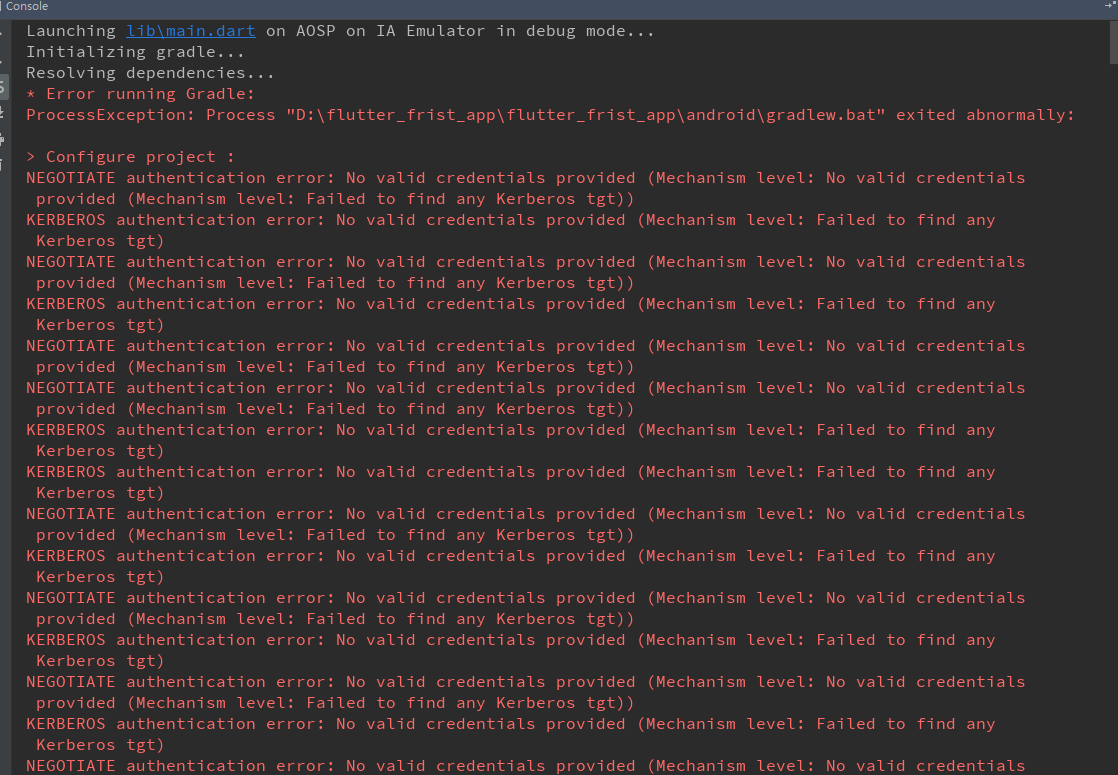 Console
Launching lib\main.dart on AOSP on IA Emulator in debug mode...
Initializing gradle...
Resolving dependencies...
* Error running Gradle:
ProcessException: Process "D:\flutter_frist_app\flutter_frist_app\android\gradlew.bat" exited abnormally:
> Configure project :
NEGOTIATE authentication error: No valid credentials provided (Mechanism level: No valid credentials
provided (Mechanism level: Failed to find any Kerberos tgt))
KERBEROS authentication error: No valid credentials provided (Mechanism level: Failed to find any
Kerberos tgt)
NEGOTIATE authentication error: No valid credentials provided (Mechanism level: No valid credentials
provided (Mechanism level: Failed to find any Kerberos tgt))
KERBEROS authentication error: No valid credentials provided (Mechanism level: Failed to find any
Kerberos tgt)
NEGOTIATE authentication error: No valid credentials provided (Mechanism level: No valid credentials
provided (Mechanism level: Failed to find any Kerberos tgt))
NEGOTIATE authentication error: No valid credentials provided (Mechanism level: No valid credentials
provided (Mechanism level: Failed to find any Kerberos tgt))
KERBEROS authentication error: No valid credentials provided (Mechanism level: Failed to find any
Kerberos tgt)
KERBEROS authentication error: No valid credentials provided (Mechanism level: Failed to find any
Kerberos tgt)
NEGOTIATE authentication error: No valid credentials provided (Mechanism level: No valid credentials
provided (Mechanism level: Failed to find any Kerberos tgt))
KERBEROS authentication error: No valid credentials provided (Mechanism level: Failed to find any
Kerberos tgt)
NEGOTIATE authentication error: No valid credentials provided (Mechanism level: No valid credentials
provided (Mechanism level: Failed to find any Kerberos tgt))
KERBEROS authentication error: No valid credentials provided (Mechanism level: Failed to find any
Kerberos tgt)
NEGOTIATE authentication error: No valid credentials provided (Mechanism level: No valid credentials
provided (Mechanism level: Failed to find any Kerberos tgt))
KERBEROS authentication error: No valid credentials provided (Mechanism level: Failed to find any
Kerberos tgt)
NEGOTIATE authentication error: No valid credentials provided (Mechanism level: No valid credentials